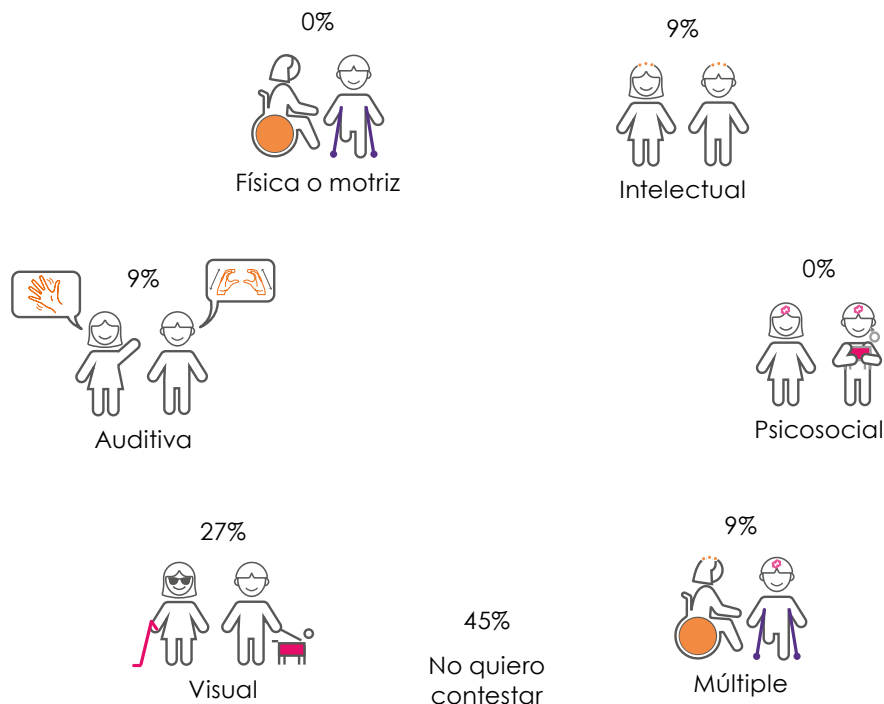 0%
Física o motriz
9%
Intelectual
9%
Auditiva
0%
Psicosocial
27%
Visual
45%
No quiero
contestar
9%
Múltiple